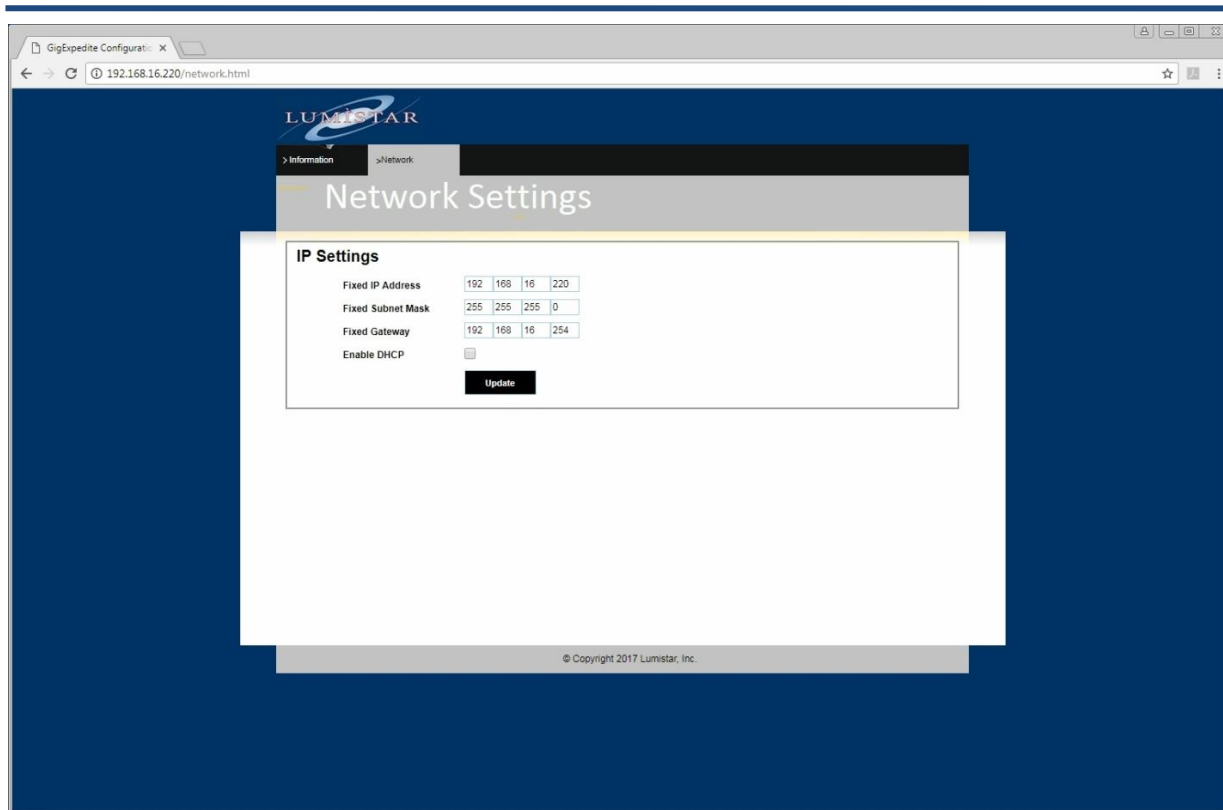 GigExpedite Configuratio
192.168.16.220/network.html
LUMISTAR
> Information >Network
Network Settings
IP Settings
Fixed IP Address 192 168 16 220
Fixed Subnet Mask 255 255 255 0
Fixed Gateway 192 168 16 254
Enable DHCP
Update
© Copyright 2017 Lumistar, Inc.